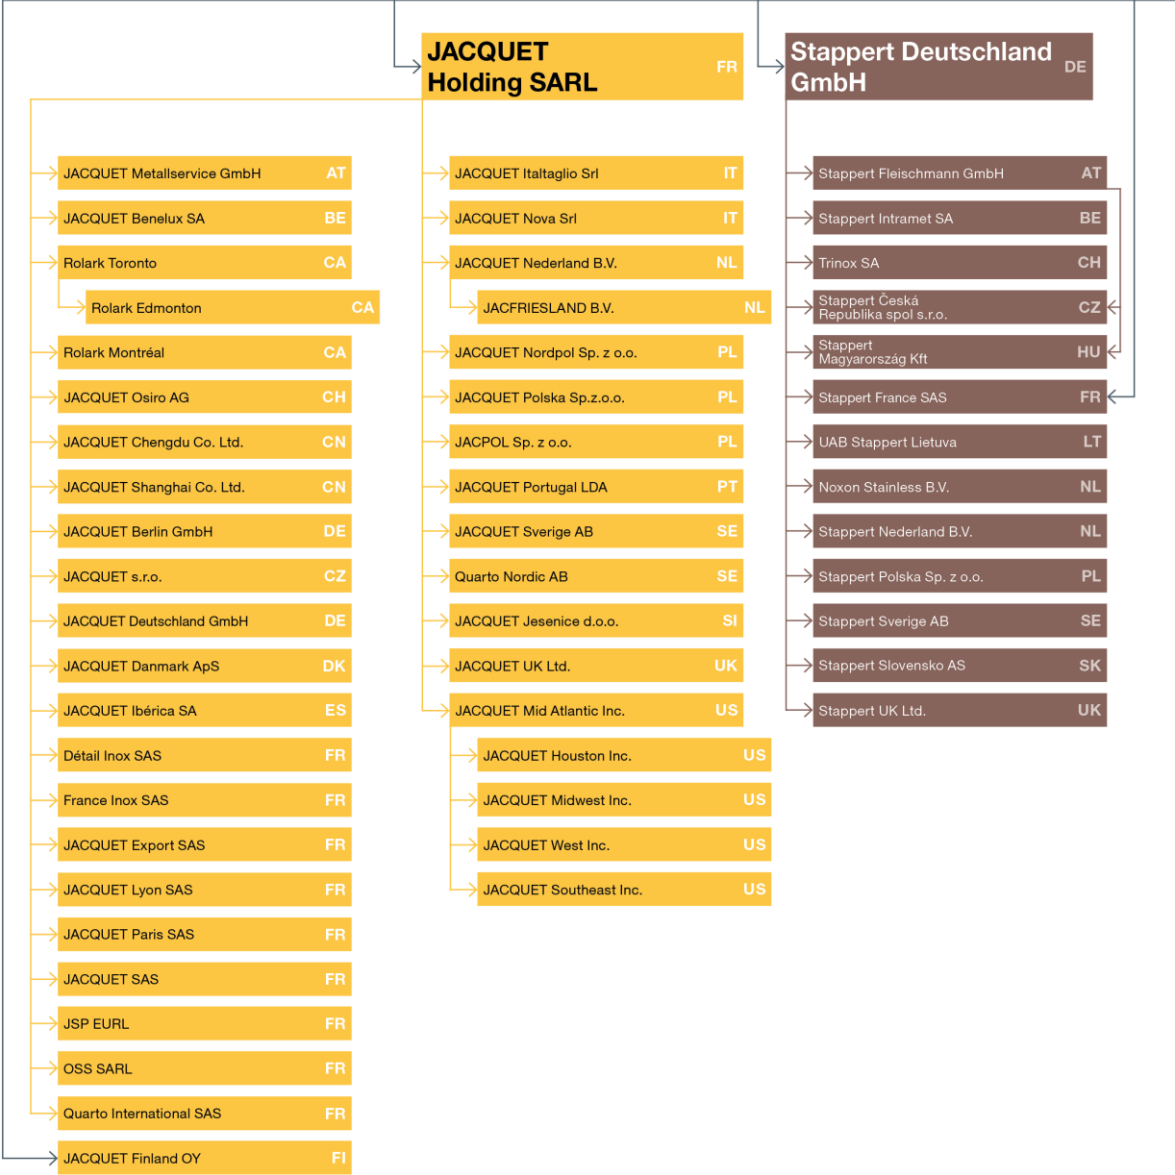 JACQUET
Holding SARL
FR
JACQUET Metallservice GmbH AT
JACQUET Benelux SA BE
Rolark Toronto CA
Rolark Edmonton CA
Rolark Montréal CA
JACQUET Osiro AG CH
JACQUET Chengdu Co. Ltd. CN
JACQUET Shanghai Co. Ltd. CN
JACQUET Berlin GmbH DE
JACQUET s.r.o. CZ
JACQUET Deutschland GmbH DE
JACQUET Danmark ApS DK
JACQUET Ibérica SA ES
Détail Inox SAS FR
France Inox SAS FR
JACQUET Export SAS FR
JACQUET Lyon SAS FR
JACQUET Paris SAS FR
JACQUET SAS FR
JSP EURL FR
OSS SARL FR
Quarto International SAS FR
JACQUET Finland OY FI
JACQUET Italtaglio Srl IT
JACQUET Nova Srl IT
JACQUET Nederland B.V. NL
JACFRIESLAND B.V. NL
JACQUET Nordpol Sp. z o.o. PL
JACQUET Polska Sp.z.o.o. PL
JACPOL Sp. z o.o. PL
JACQUET Portugal LDA PT
JACQUET Sverige AB SE
Quarto Nordic AB SE
JACQUET Jesenice d.o.o. SI
JACQUET UK Ltd. UK
JACQUET Mid Atlantic Inc. US
JACQUET Houston Inc. US
JACQUET Midwest Inc. US
JACQUET West Inc. US
JACQUET Southeast Inc. US
Stappert Deutschland
GmbH
DE
Stappert Fleischmann GmbH AT
Stappert Intramet SA BE
Trinox SA CH
Stappert Česká
Republika spol s.r.o. CZ
Stappert
Magyarország Kft HU
Stappert France SAS FR
UAB Stappert Lietuva LT
Noxon Stainless B.V. NL
Stappert Nederland B.V. NL
Stappert Polska Sp. z o.o. PL
Stappert Sverige AB SE
Stappert Slovensko AS SK
Stappert UK Ltd. UK